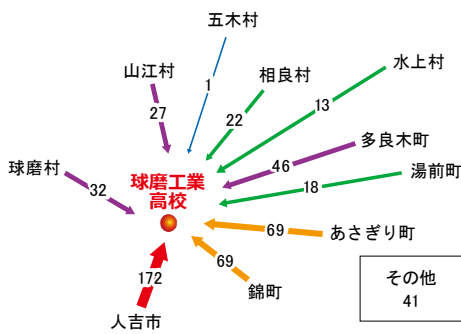 五木村
山江村
相良村
水上村
1
27
22
13
多良木町
球磨村
球磨工業
高校
46
湯前町
32
18
69
あさぎり町
172
69
錦町
人吉市
その他
41